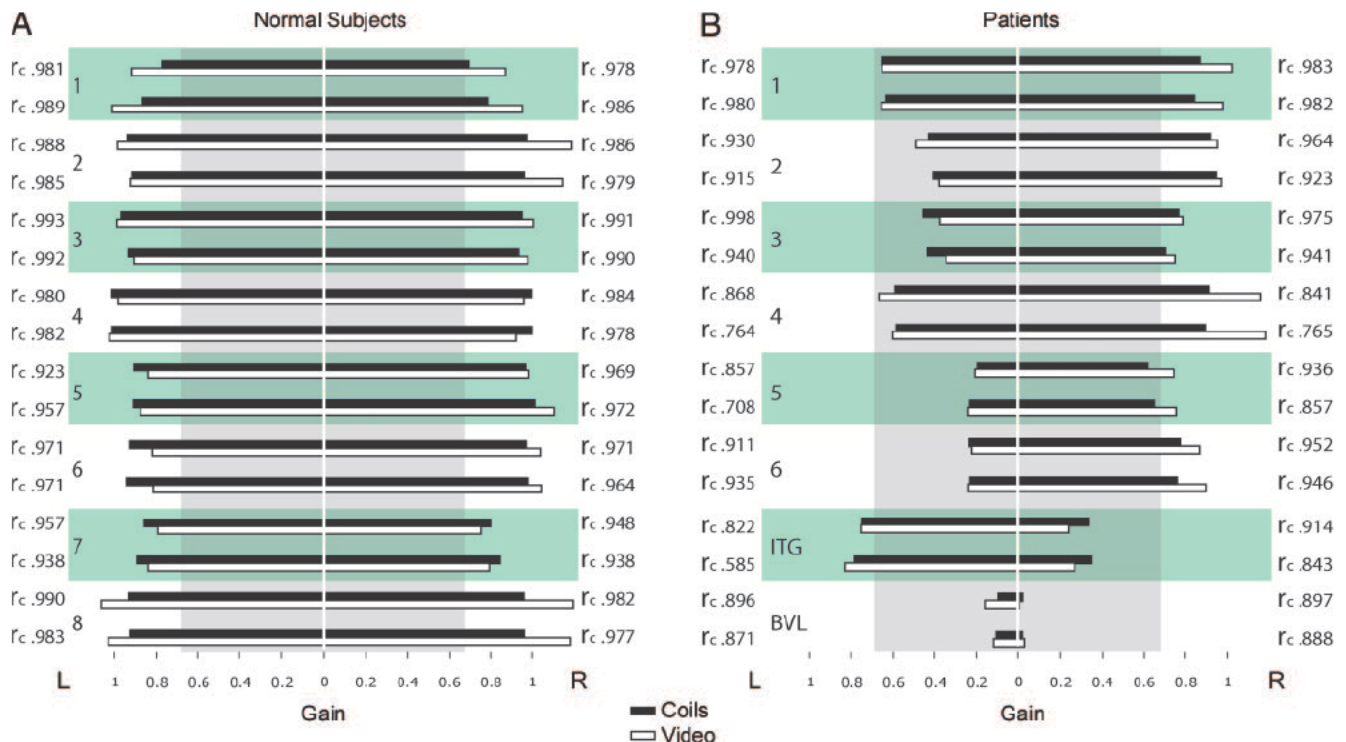 A Normal Subjects
rc .981 1 rc .978
rc .989 rc .986
rc .988 2 rc .986
rc .985 rc .979
rc .993 3 rc .991
rc .992 rc .990
rc .980 4 rc .984
rc .982 rc .978
rc .923 5 rc .969
rc .957 rc .972
rc .971 6 rc .971
rc .971 rc .964
rc .957 7 rc .948
rc .938 rc .938
rc .990 8 rc .982
rc .983 rc .977
1 0.8 0.6 0.4 0.2 0 0.2 0.4 0.6 0.8 1
L R
Gain
B Patients
rc .978 1 rc .983
rc .980 rc .982
rc .930 2 rc .964
rc .915 rc .923
rc .998 3 rc .975
rc .940 rc .941
rc .868 4 rc .841
rc .764 rc .765
rc .857 5 rc .936
rc .708 rc .857
rc .911 6 rc .952
rc .935 rc .946
rc .822 ITG rc .914
rc .585 rc .843
rc .896 BVL rc .897
rc .871 rc .888
1 0.8 0.6 0.4 0.2 0 0.2 0.4 0.6 0.8 1
L R
Gain
Coils
Video